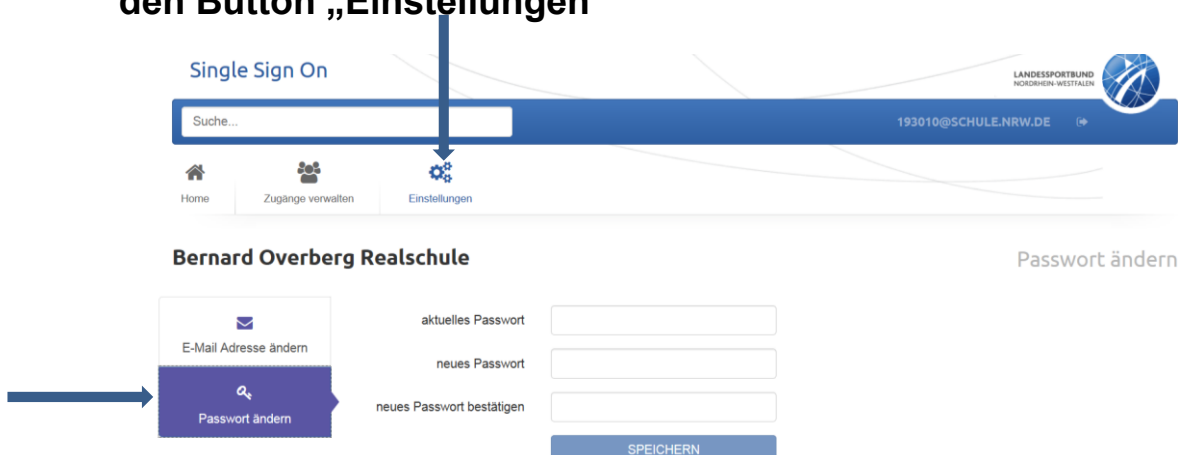 den Button „Einstellungen
Single Sign On
LANDESSPORTBUND
NORDRHEIN-WESTFALEN
Suche...
193010@SCHULE.NRW.DE
Home
Zugänge verwalten
Einstellungen
Bernard Overberg Realschule
Passwort ändern
E-Mail Adresse ändern
Passwort ändern
aktuelles Passwort
neues Passwort
neues Passwort bestätigen
SPEICHERN